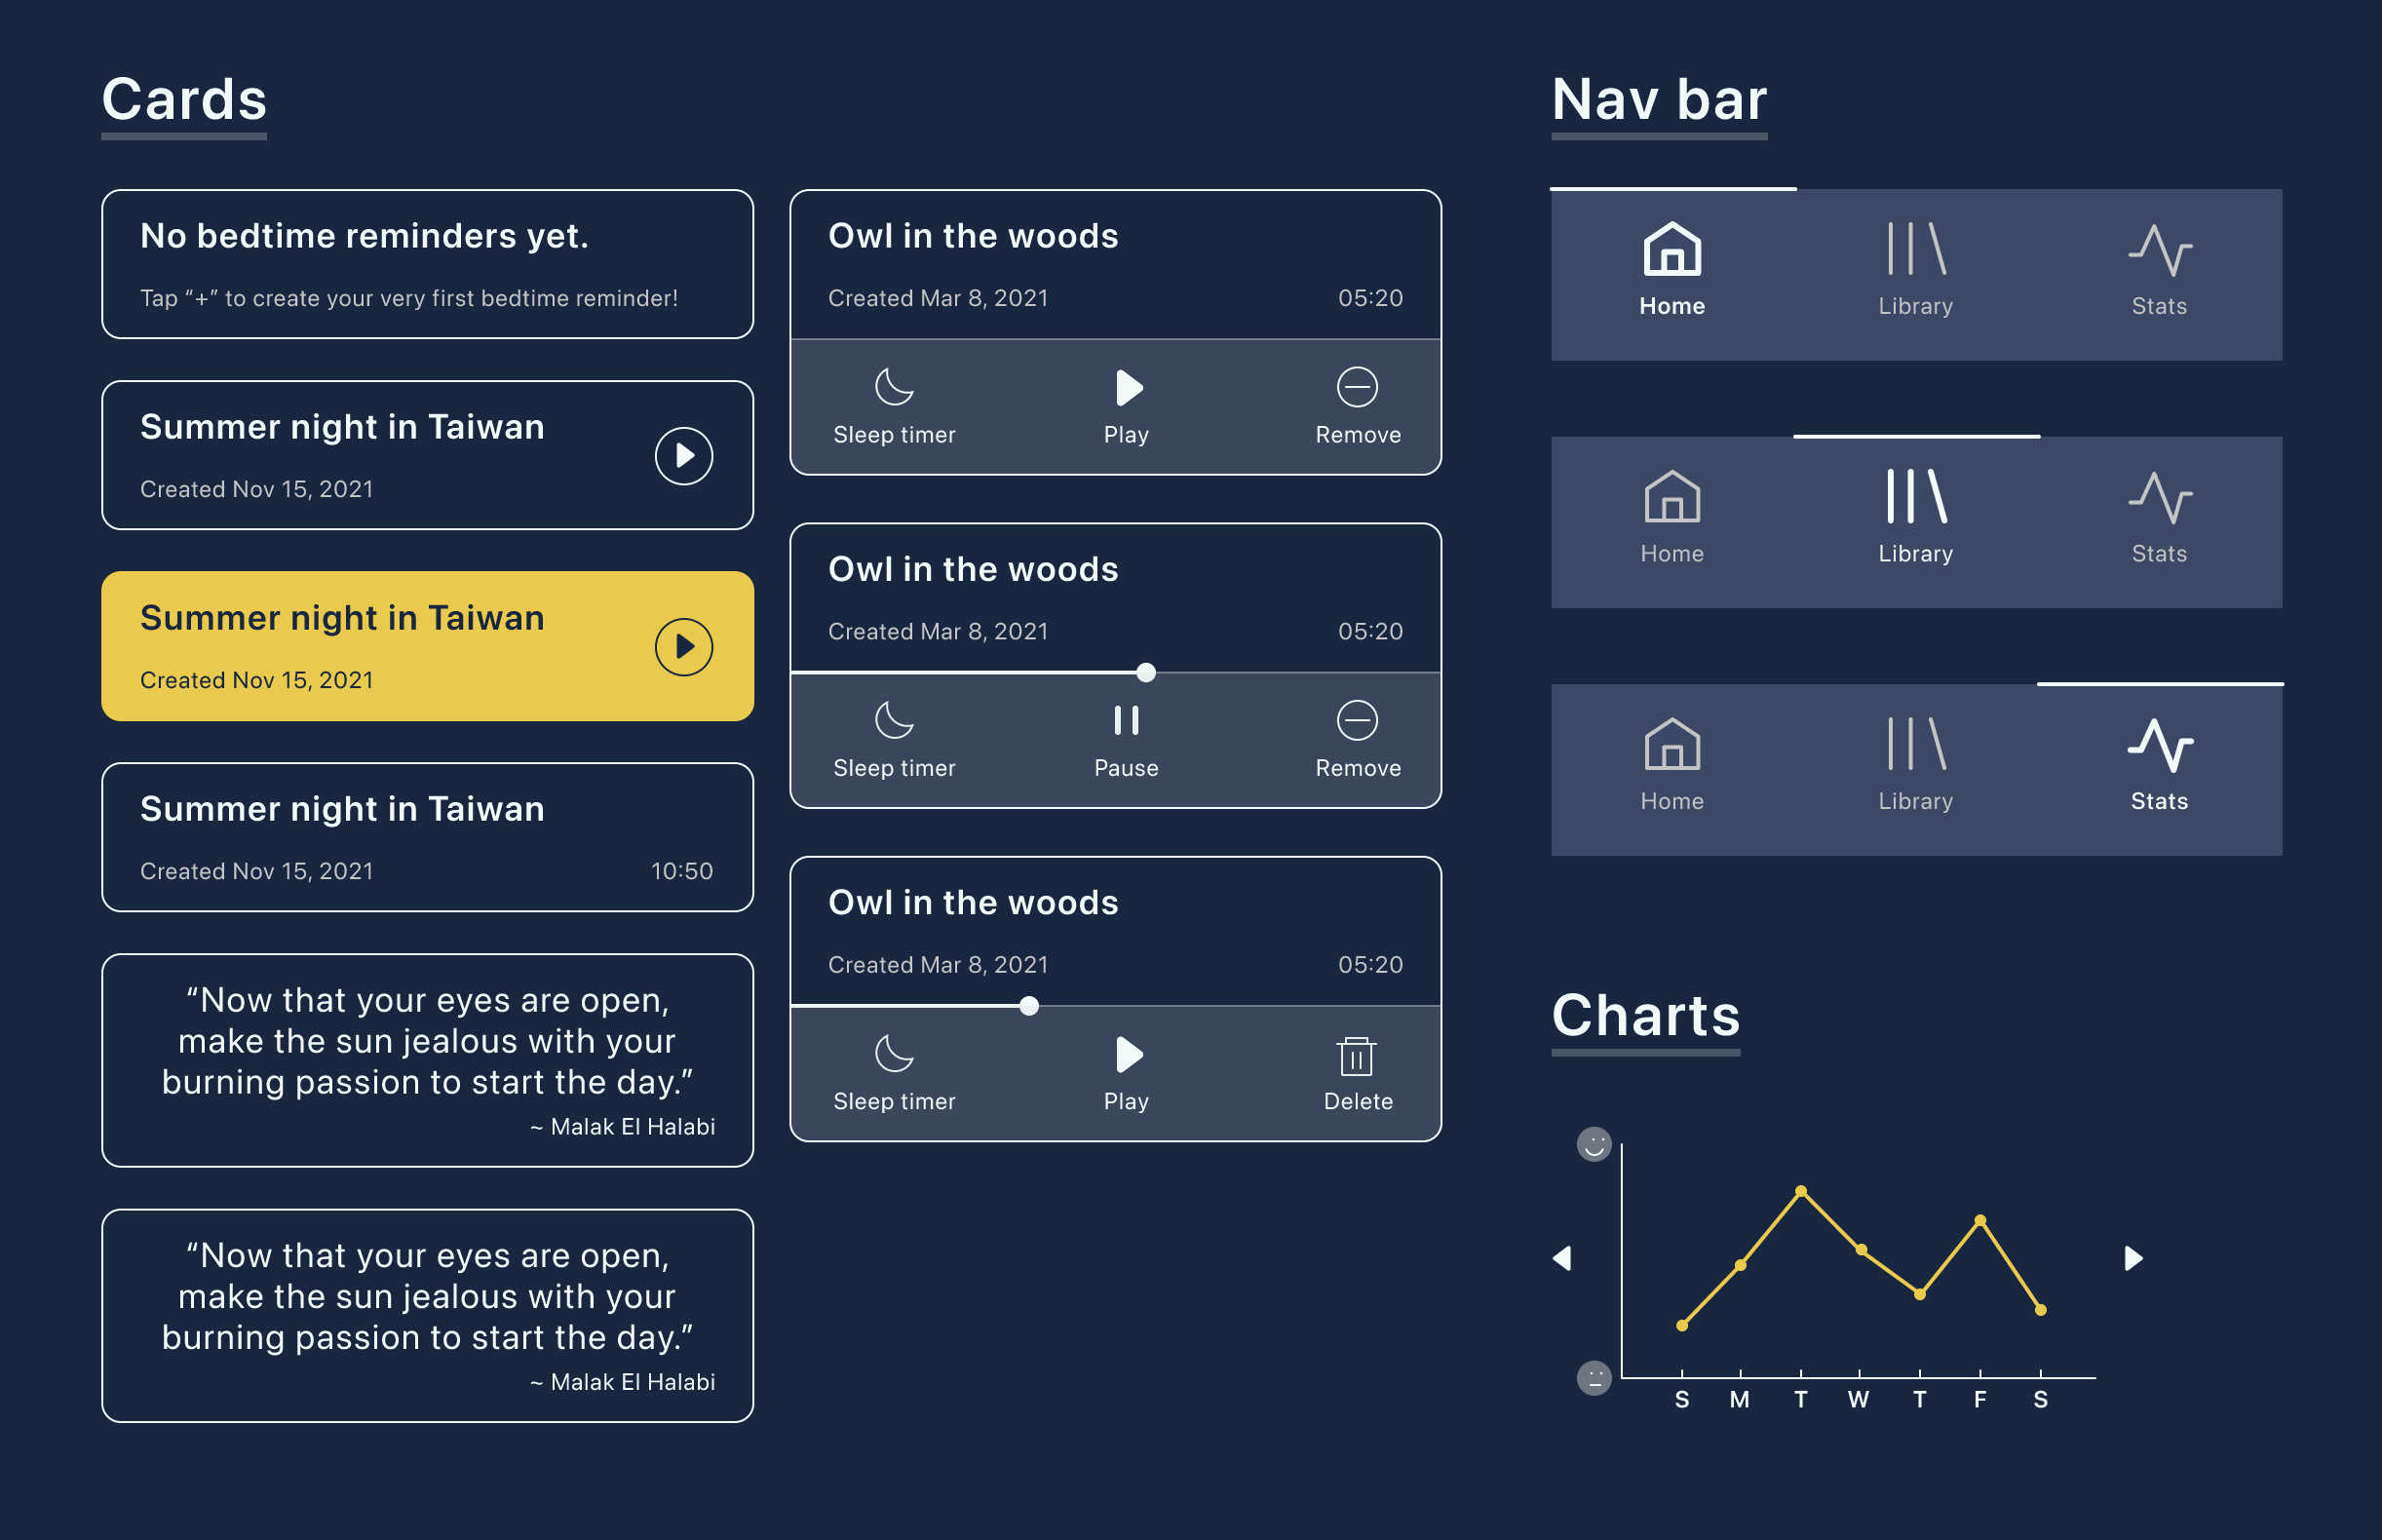 Cards
No bedtime reminders yet.
Tap “+” to create your very first bedtime reminder!
Summer night in Taiwan
Created Nov 15, 2021
Summer night in Taiwan
Created Nov 15, 2021
Summer night in Taiwan
Created Nov 15, 2021 10:50
“Now that your eyes are open,
make the sun jealous with your
burning passion to start the day.”
~ Malak El Halabi
“Now that your eyes are open,
make the sun jealous with your
burning passion to start the day.”
~ Malak El Halabi
Owl in the woods
Created Mar 8, 2021 05:20
Sleep timer Play Remove
Owl in the woods
Created Mar 8, 2021 05:20
Sleep timer Pause Remove
Owl in the woods
Created Mar 8, 2021 05:20
Sleep timer Play Delete
Nav bar
Home Library Stats
Home Library Stats
Home Library Stats
Charts
S M T W T F S